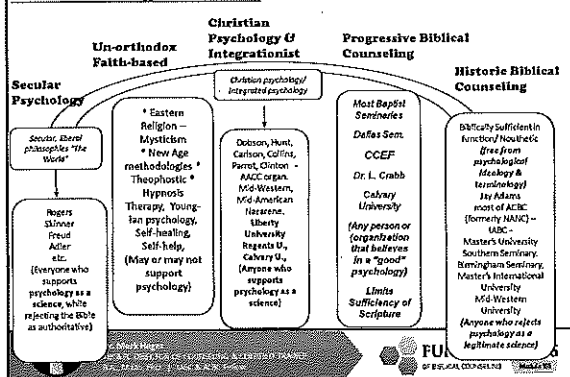 Christian
Psychology &
Integrationist
Un-orthodox
Faith-based
Progressive Biblical
Counseling
Secular
Psychology
Historic Biblical
Counseling
Secular, liberal
philosophies "the
World"
Rogers
Skinner
Freud
Adler
etc.
(Everyone who
supports
psychology as a
science, while
rejecting the Bible
as authoritative)
* Eastern
Religion –
Mysticism
* New Age
methodologies *
Theophostic *
Hypnosis
Therapy, Young-
ian psychology,
Self-healing,
Self-help,
(May or may not
support
psychology)
Christian psychology/
Integrated psychology
Dobson, Hunt,
Carlson, Collins,
Parrot, Clinton -
AACC organ.
Mid-Western,
Mid-American
Nazarene,
Liberty
University
Regents U.,
Calvary U.,
(Anyone who
supports
psychology as a
science)
Most Baptist
Seminaries
Dallas Sem.
CCEF
Dr. L. Crabb
Calvary
University
(Any person or
organization
that believes
in a "good"
psychology)
Limits
Sufficiency of
Scripture
Biblically Sufficient in
function/ Nouthetic
(free from
psychological
ideology &
terminology)
Jay Adams
most of ACBC
(formerly NANC) –
IABC -
Master's University
Southern Seminary,
Birmingham Seminary,
Master's International
University
Mid-Western
University
(Anyone who rejects
psychology as a
legitimate science)
Mark Hager
FUN
S
OF BIBLICAL COUNSELING